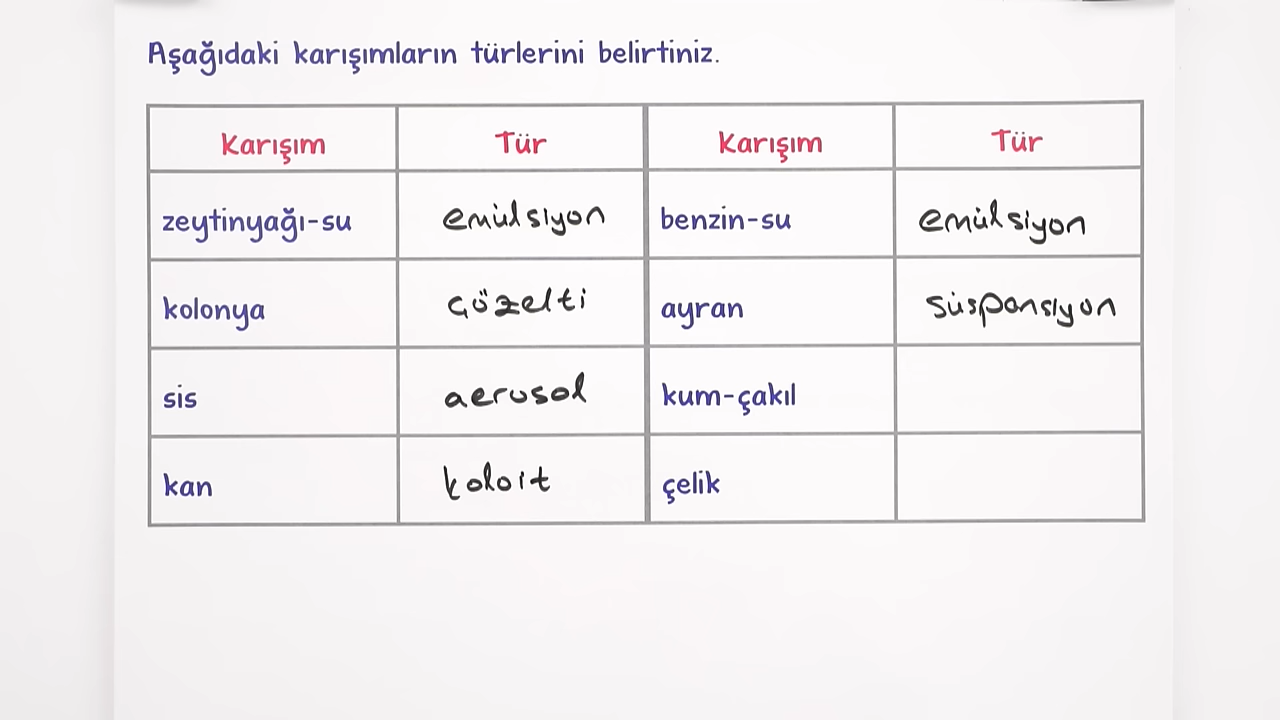 Aşağıdaki karışımların türlerini belirtiniz.
Karışım Tür Karışım Tür
zeytinyağı-su emülsiyon benzin-su emülsiyon
kolonya çözelti ayran süspansiyon
sis aerosol kum-çakıl
kan koloit çelik